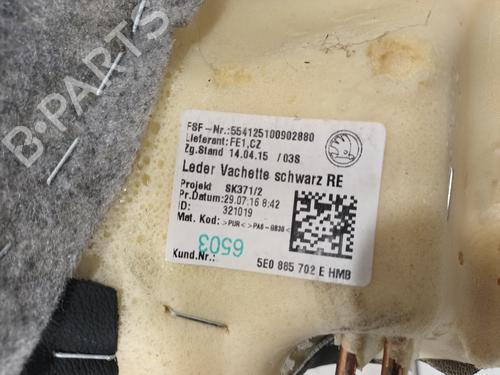 B-PARTS
FSF-Nr.:554125100902880
Lieferant:FE1,CZ
Zg.Stand 14.04.15 /03S
Leder Vachette schwarz RE
Projekt SK371/2
Pr.Datum:29.07.16 8:42
ID: 321019
Mat. Kod: >PUR< >PA6-GB30<
6503
Kund.Nr.: 5E0 885 702 E HMB